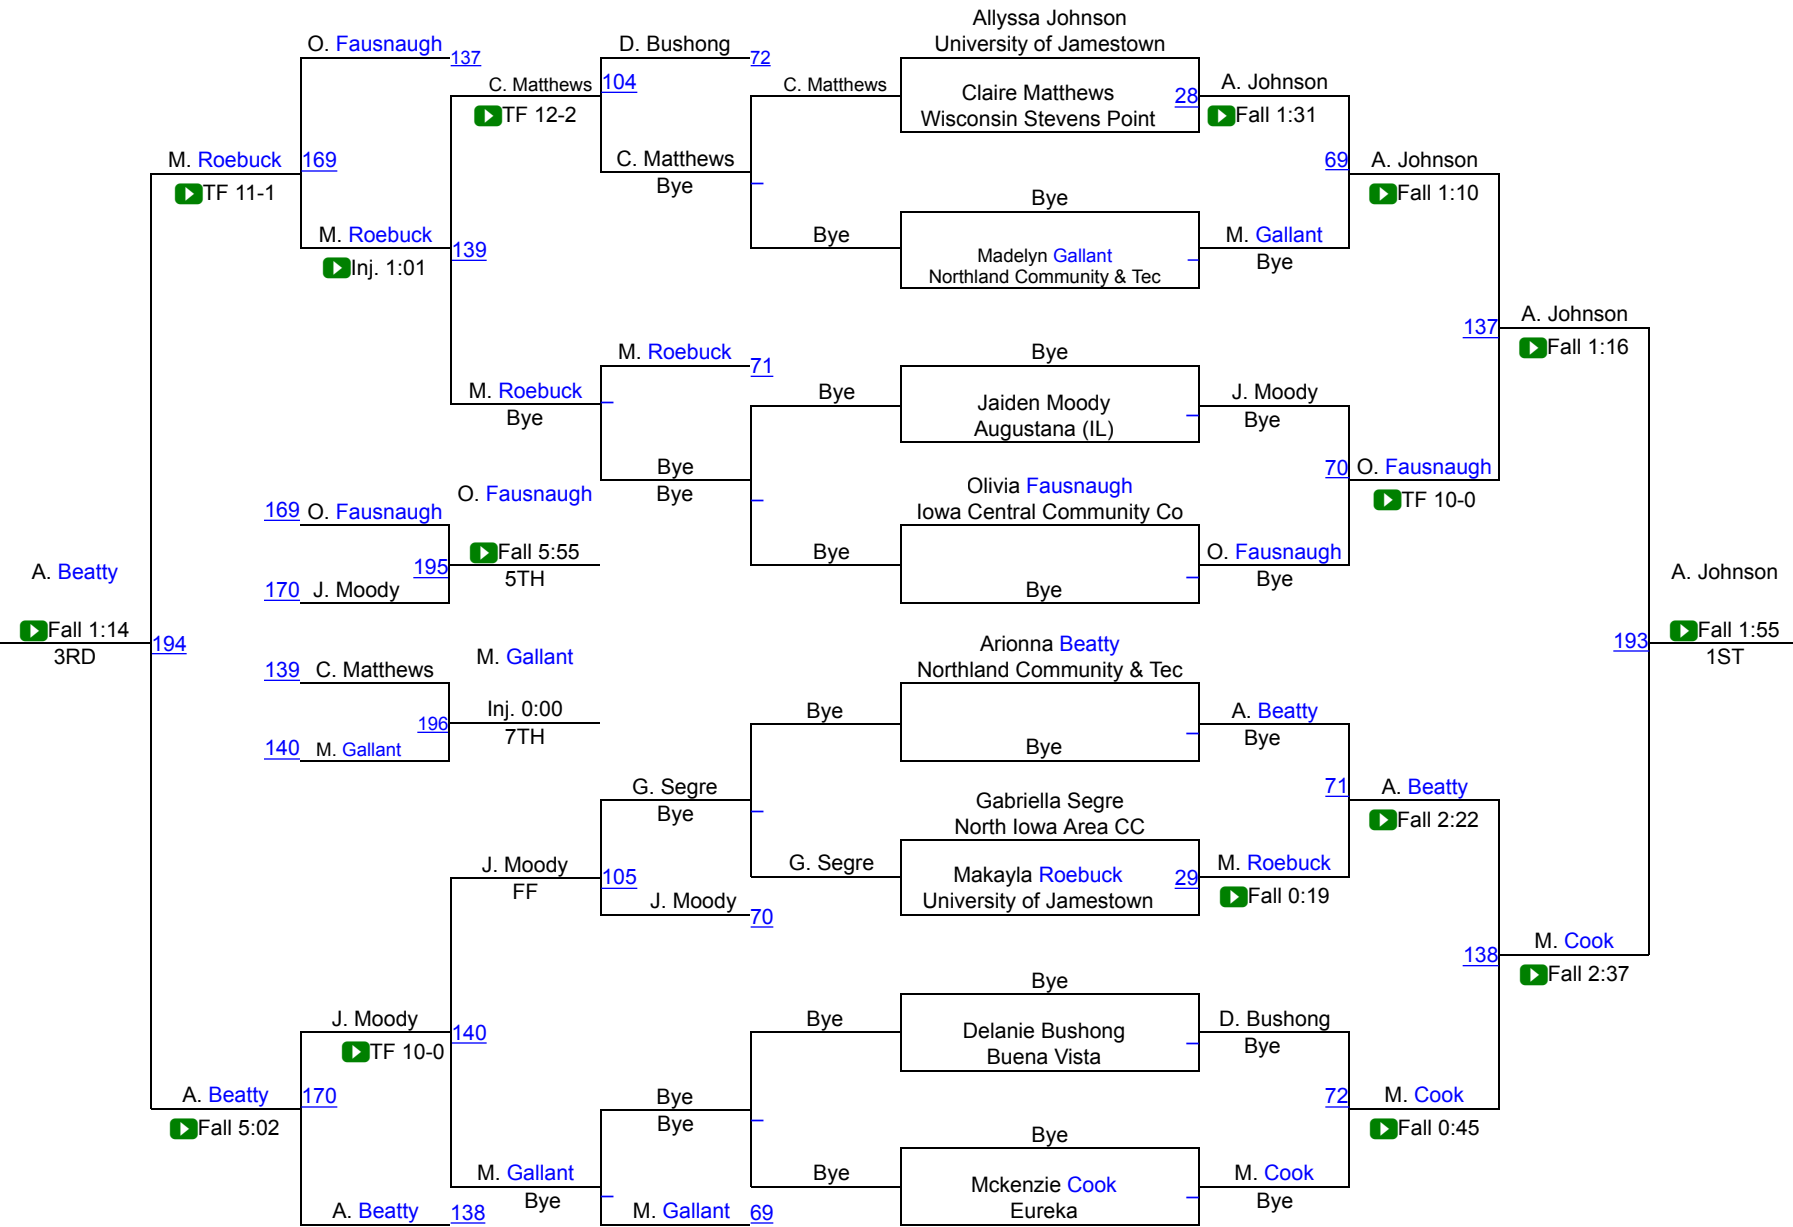 Allyssa Johnson
O. Fausnaugh 137
D. Bushong 72
University of Jamestown
C. Matthews 104
C. Matthews
Claire Matthews 28
A. Johnson
TF 12-2
Wisconsin Stevens Point
Fall 1:31
M. Roebuck 169
C. Matthews
69 A. Johnson
TF 11-1
Bye
Fall 1:10
Bye
M. Roebuck
139
Bye
Madelyn Gallant
M. Gallant
Inj. 1:01
Northland Community & Tec
Bye
137 A. Johnson
Fall 1:16
M. Roebuck 71
Bye
M. Roebuck
Bye
Bye
Jaiden Moody
J. Moody
Augustana (IL)
Bye
Bye
Bye
70 O. Fausnaugh
O. Fausnaugh
Olivia Fausnaugh
TF 10-0
169 O. Fausnaugh
Iowa Central Community Co
195
Fall 5:55
5TH
Bye
O. Fausnaugh
Bye
170 J. Moody
Bye
A. Beatty
A. Johnson
Fall 1:14
194
3RD
193
Fall 1:55
1ST
Arionna Beatty
139 C. Matthews
M. Gallant
Northland Community & Tec
196
Inj. 0:00
7TH
Bye
A. Beatty
Bye
140 M. Gallant
Bye
G. Segre
Bye
Gabriella Segre
71 A. Beatty
North Iowa Area CC
Fall 2:22
J. Moody
FF
105
G. Segre
Makayla Roebuck 29
M. Roebuck
J. Moody 70
University of Jamestown
Fall 0:19
138 M. Cook
Fall 2:37
Bye
J. Moody
140
Bye
Delanie Bushong
D. Bushong
TF 10-0
Buena Vista
Bye
A. Beatty 170
Bye
72 M. Cook
Fall 5:02
Bye
Bye
Fall 0:45
M. Gallant
Bye
Bye
Mckenzie Cook
M. Cook
A. Beatty 138
M. Gallant 69
Eureka
Bye